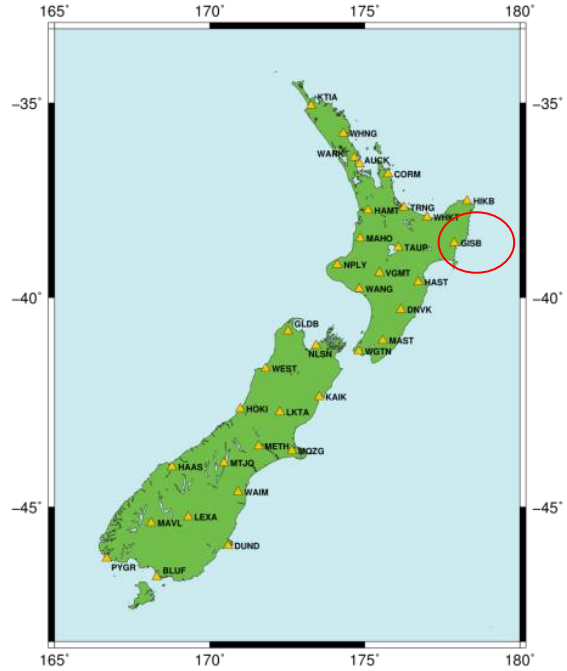 165° 170° 175° 180°
−35° −35°
KTIA
WHNG
WARK
AUCK
CORM
HIKB
TRNG
HAMT
WHKT
MAHO
TAUP
GISB
NPLY
VGMT
HAST
WANG
−40° −40°
DNVK
GLDB
NLSN
MAST
WGTN
WEST
KAIK
HOKI
LKTA
METH
MQZG
HAAS
MTJO
WAIM
−45° −45°
LEXA
MAVL
DUND
PYGR
BLUF
165° 170° 175° 180°